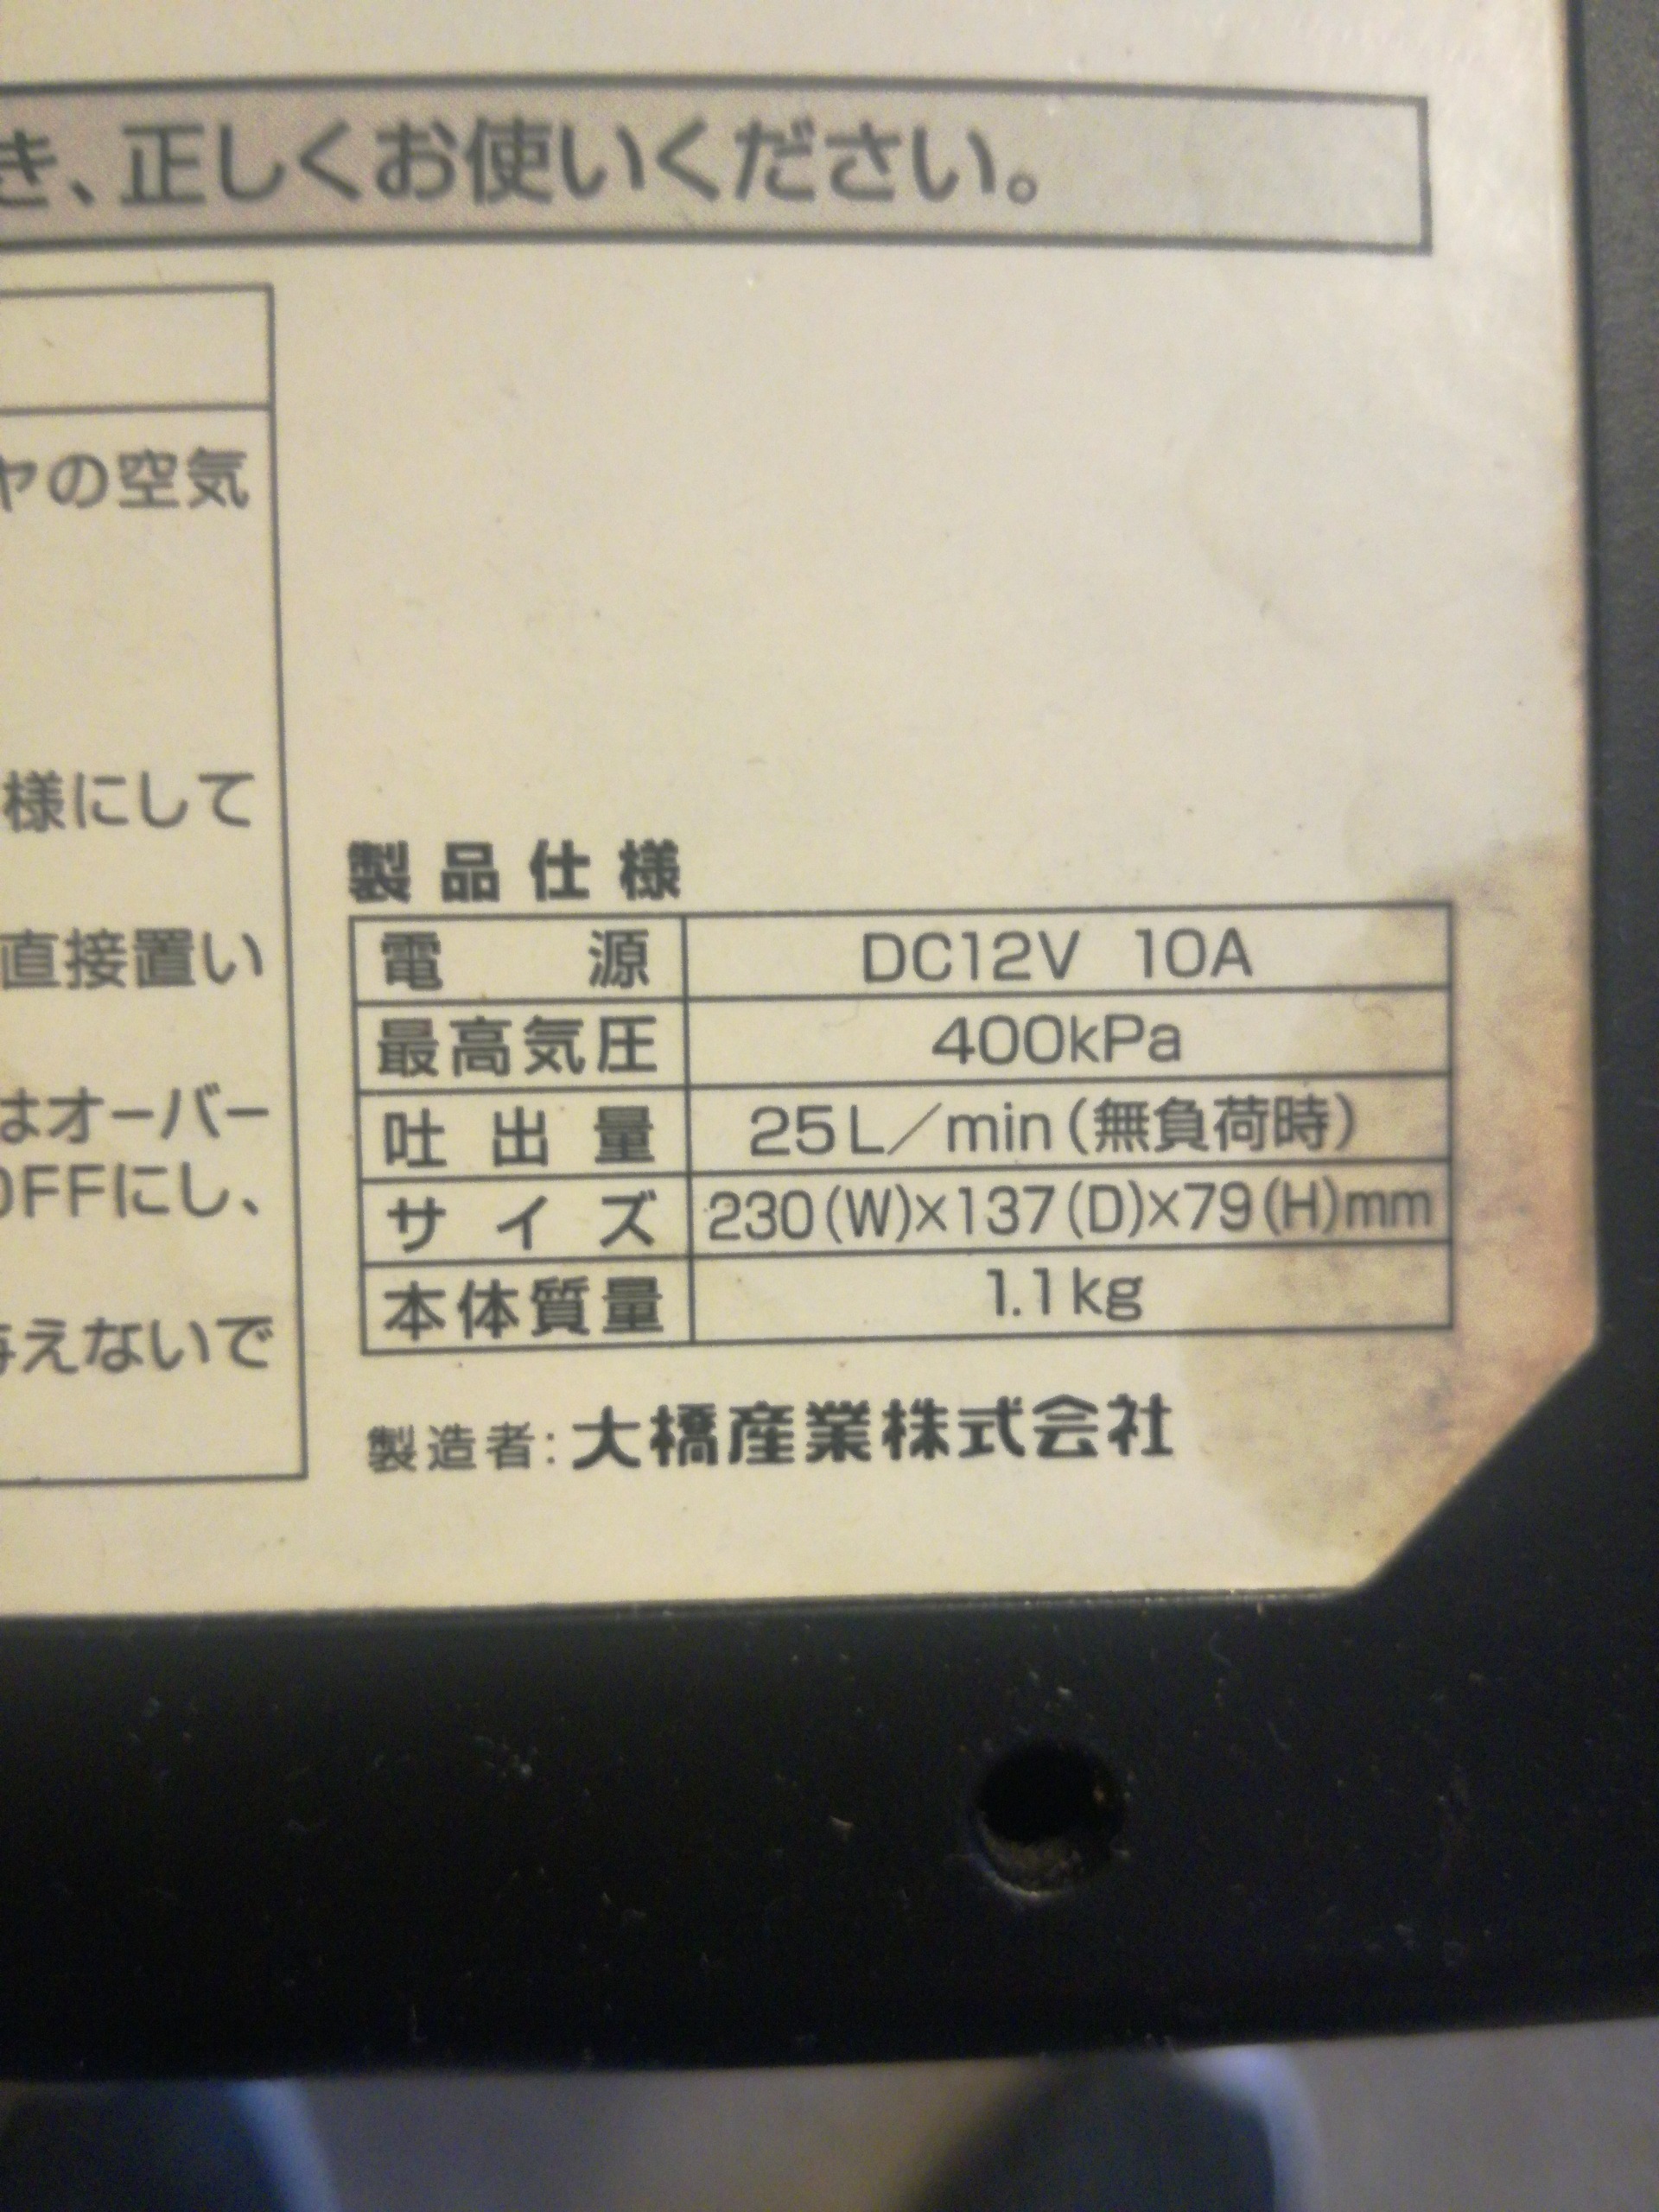 き、正しくお使いください。
ヤの空気
様にして
直接置い
はオーバー
OFFにし、
与えないで
製品仕様
電源 DC12V 10A
最高気圧 400kPa
吐出量 25L／min（無負荷時）
サイズ 230(W)×137(D)×79(H)mm
本体質量 1.1kg
製造者:大橋産業株式会社